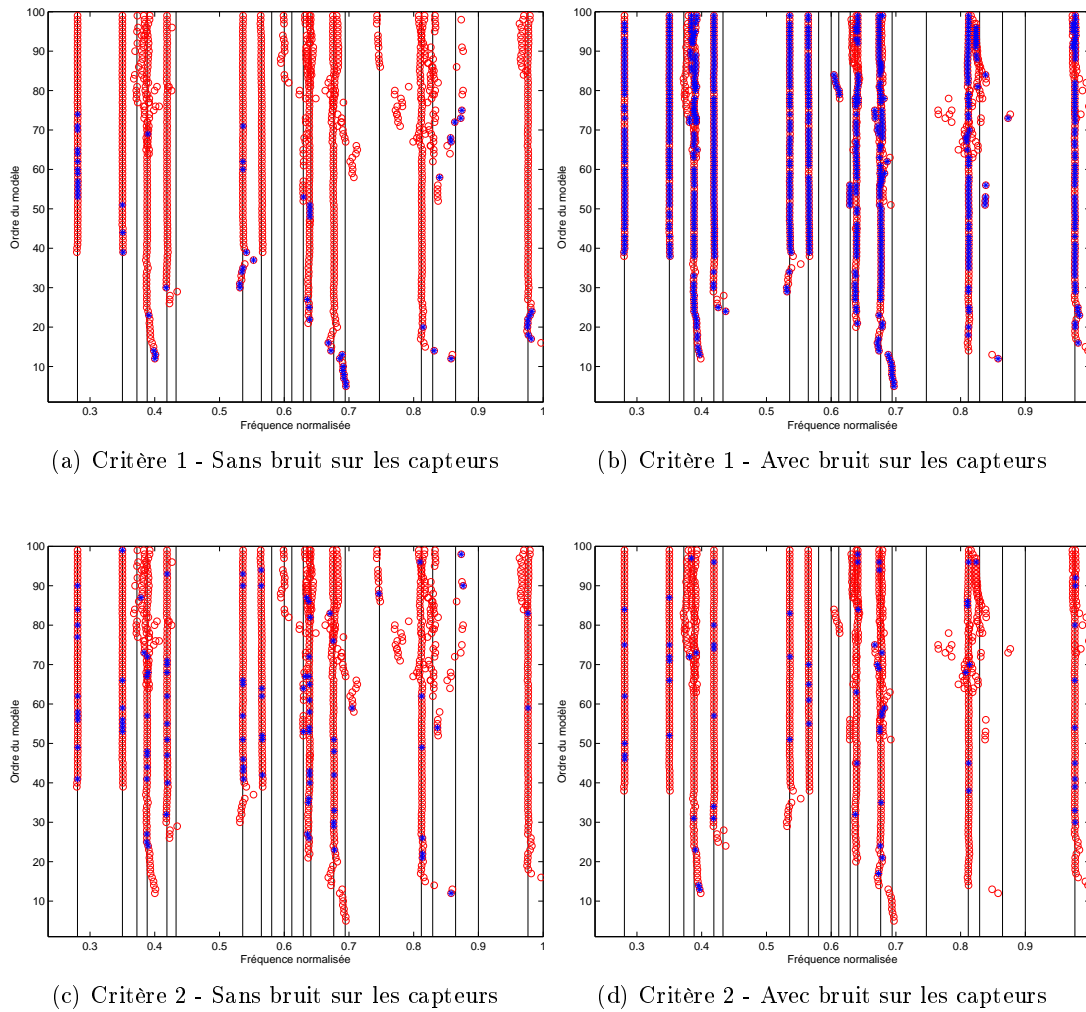 100
90
80
70
60
50
40
30
20
10
Ordre du modèle
0.3 0.4 0.5 0.6 0.7 0.8 0.9 1
Fréquence normalisée
(a) Critère 1 - Sans bruit sur les capteurs
100
90
80
70
60
50
40
30
20
10
Ordre du modèle
0.3 0.4 0.5 0.6 0.7 0.8 0.9
Fréquence normalisée
(b) Critère 1 - Avec bruit sur les capteurs
100
90
80
70
60
50
40
30
20
10
Ordre du modèle
0.3 0.4 0.5 0.6 0.7 0.8 0.9 1
Fréquence normalisée
(c) Critère 2 - Sans bruit sur les capteurs
100
90
80
70
60
50
40
30
20
10
Ordre du modèle
0.3 0.4 0.5 0.6 0.7 0.8 0.9
Fréquence normalisée
(d) Critère 2 - Avec bruit sur les capteurs